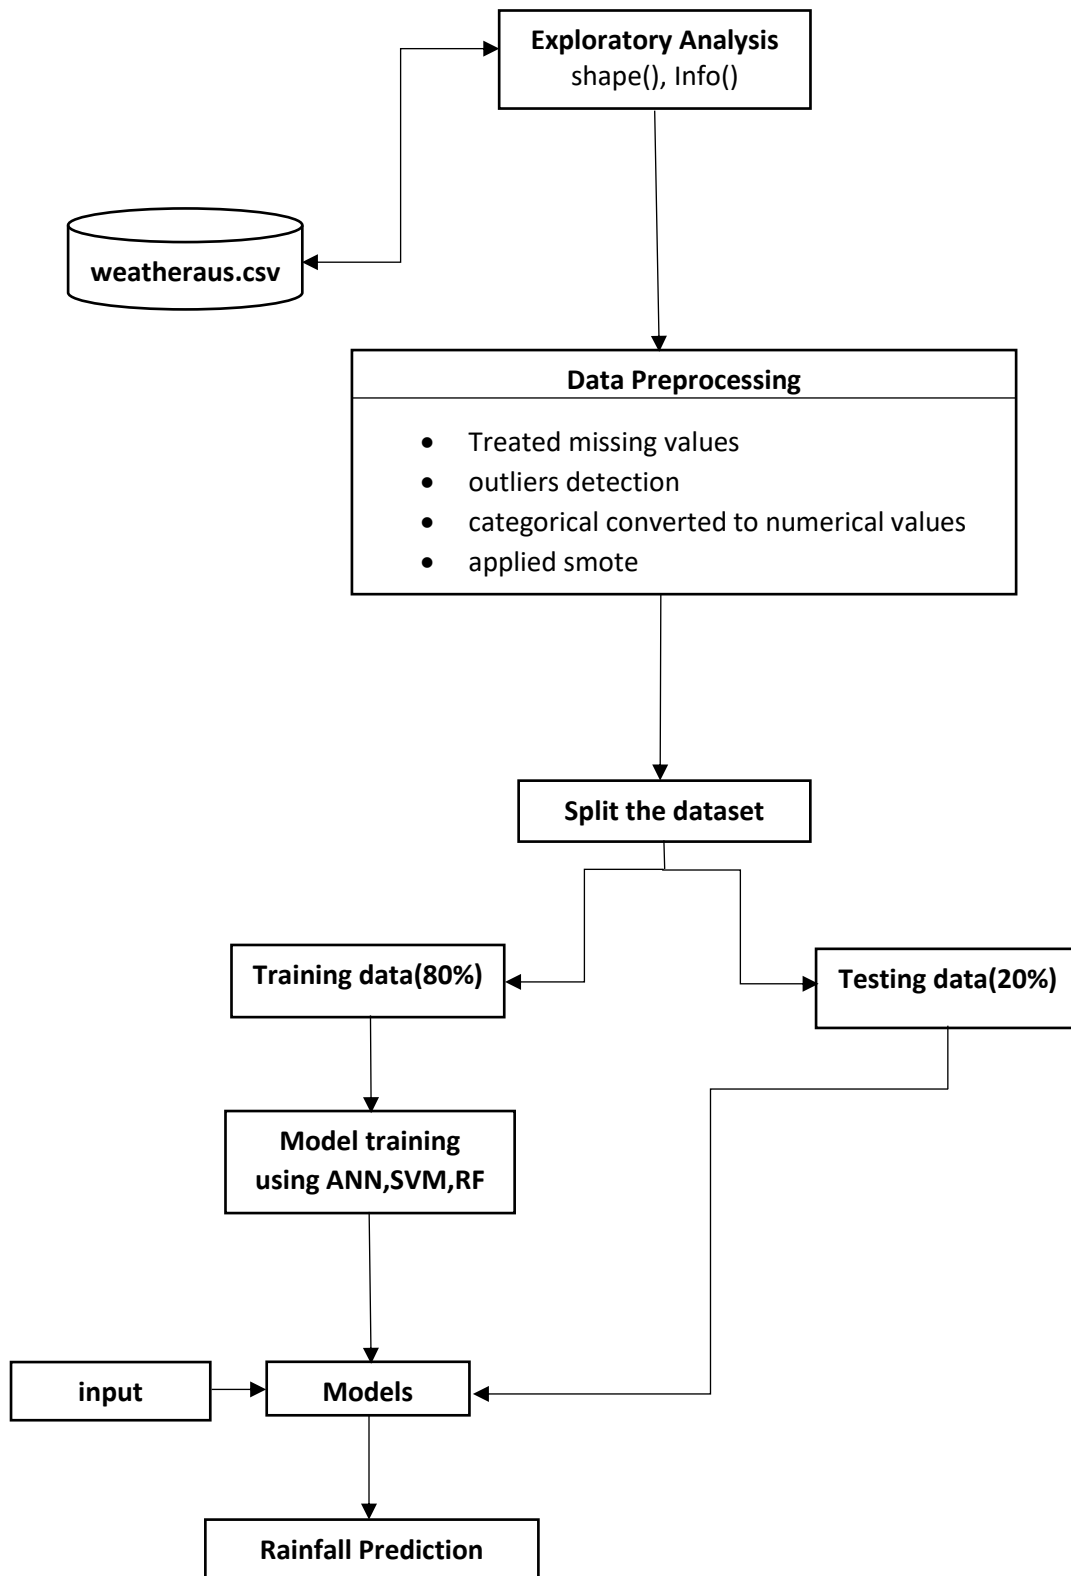 Exploratory Analysis
shape(), Info()
weatheraus.csv
Data Preprocessing
• Treated missing values
• outliers detection
• categorical converted to numerical values
• applied smote
Split the dataset
Training data(80%)
Testing data(20%)
Model training
using ANN,SVM,RF
input
Models
Rainfall Prediction